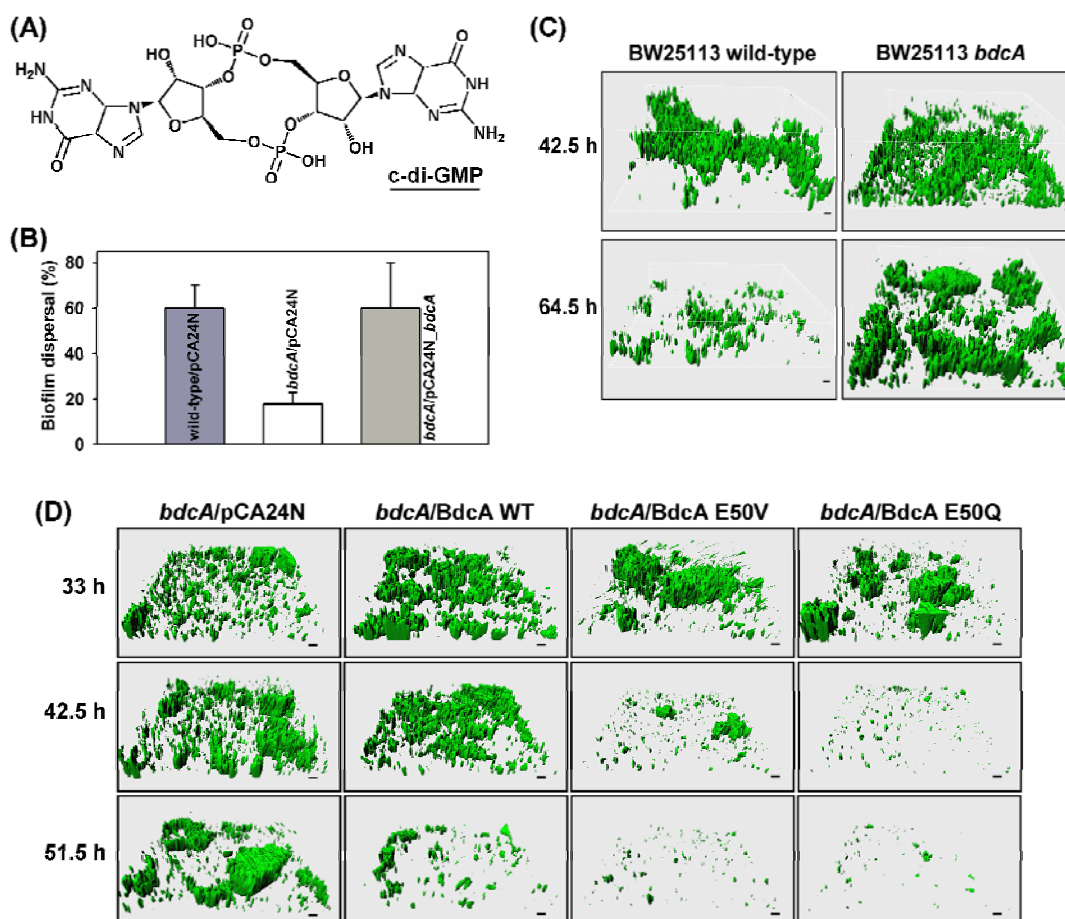 (A)
O
HO
P
O
N
O
HO
O
N
NH
H₂N
N
N
O
O
N
N
NH₂
HN
N
O
O
O
P
OH
OH
O
N
O
c-di-GMP
(B)
Biofilm dispersal (%)
80
60
40
20
0
wild-type/pCA24N
bdcA/pCA24N
bdcA/pCA24N_bdcA
(C)
BW25113 wild-type
BW25113 bdcA
42.5 h
64.5 h
(D)
bdcA/pCA24N
bdcA/BdcA WT
bdcA/BdcA E50V
bdcA/BdcA E50Q
33 h
42.5 h
51.5 h